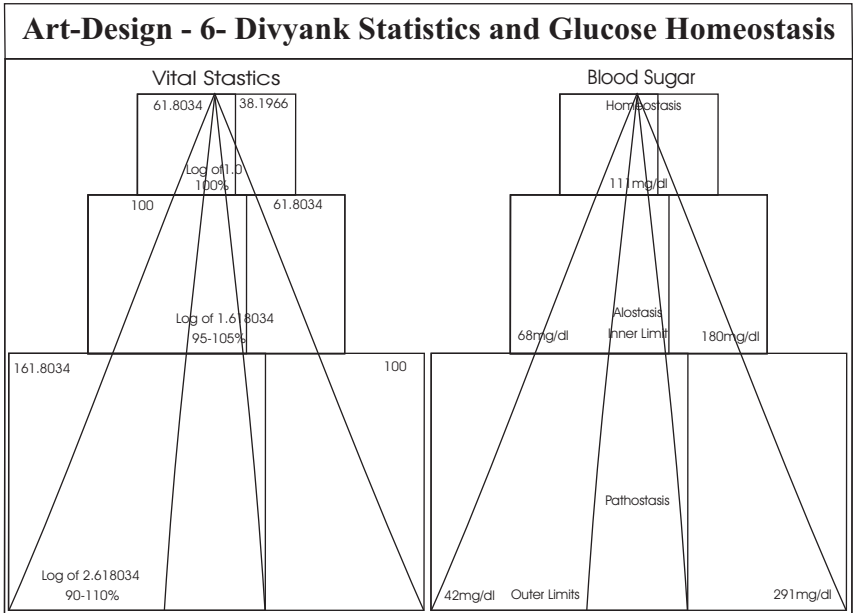 Art-Design - 6- Divyank Statistics and Glucose Homeostasis
Vital Stastics
61.8034
38.1966
Log of1.0
100%
100
61.8034
Log of 1.618034
95-105%
161.8034
100
Log of 2.618034
90-110%
Blood Sugar
Homeostasis
111mg/dl
Alostasis
68mg/dl
Inner Limit
180mg/dl
Pathostasis
42mg/dl
Outer Limits
291mg/dl